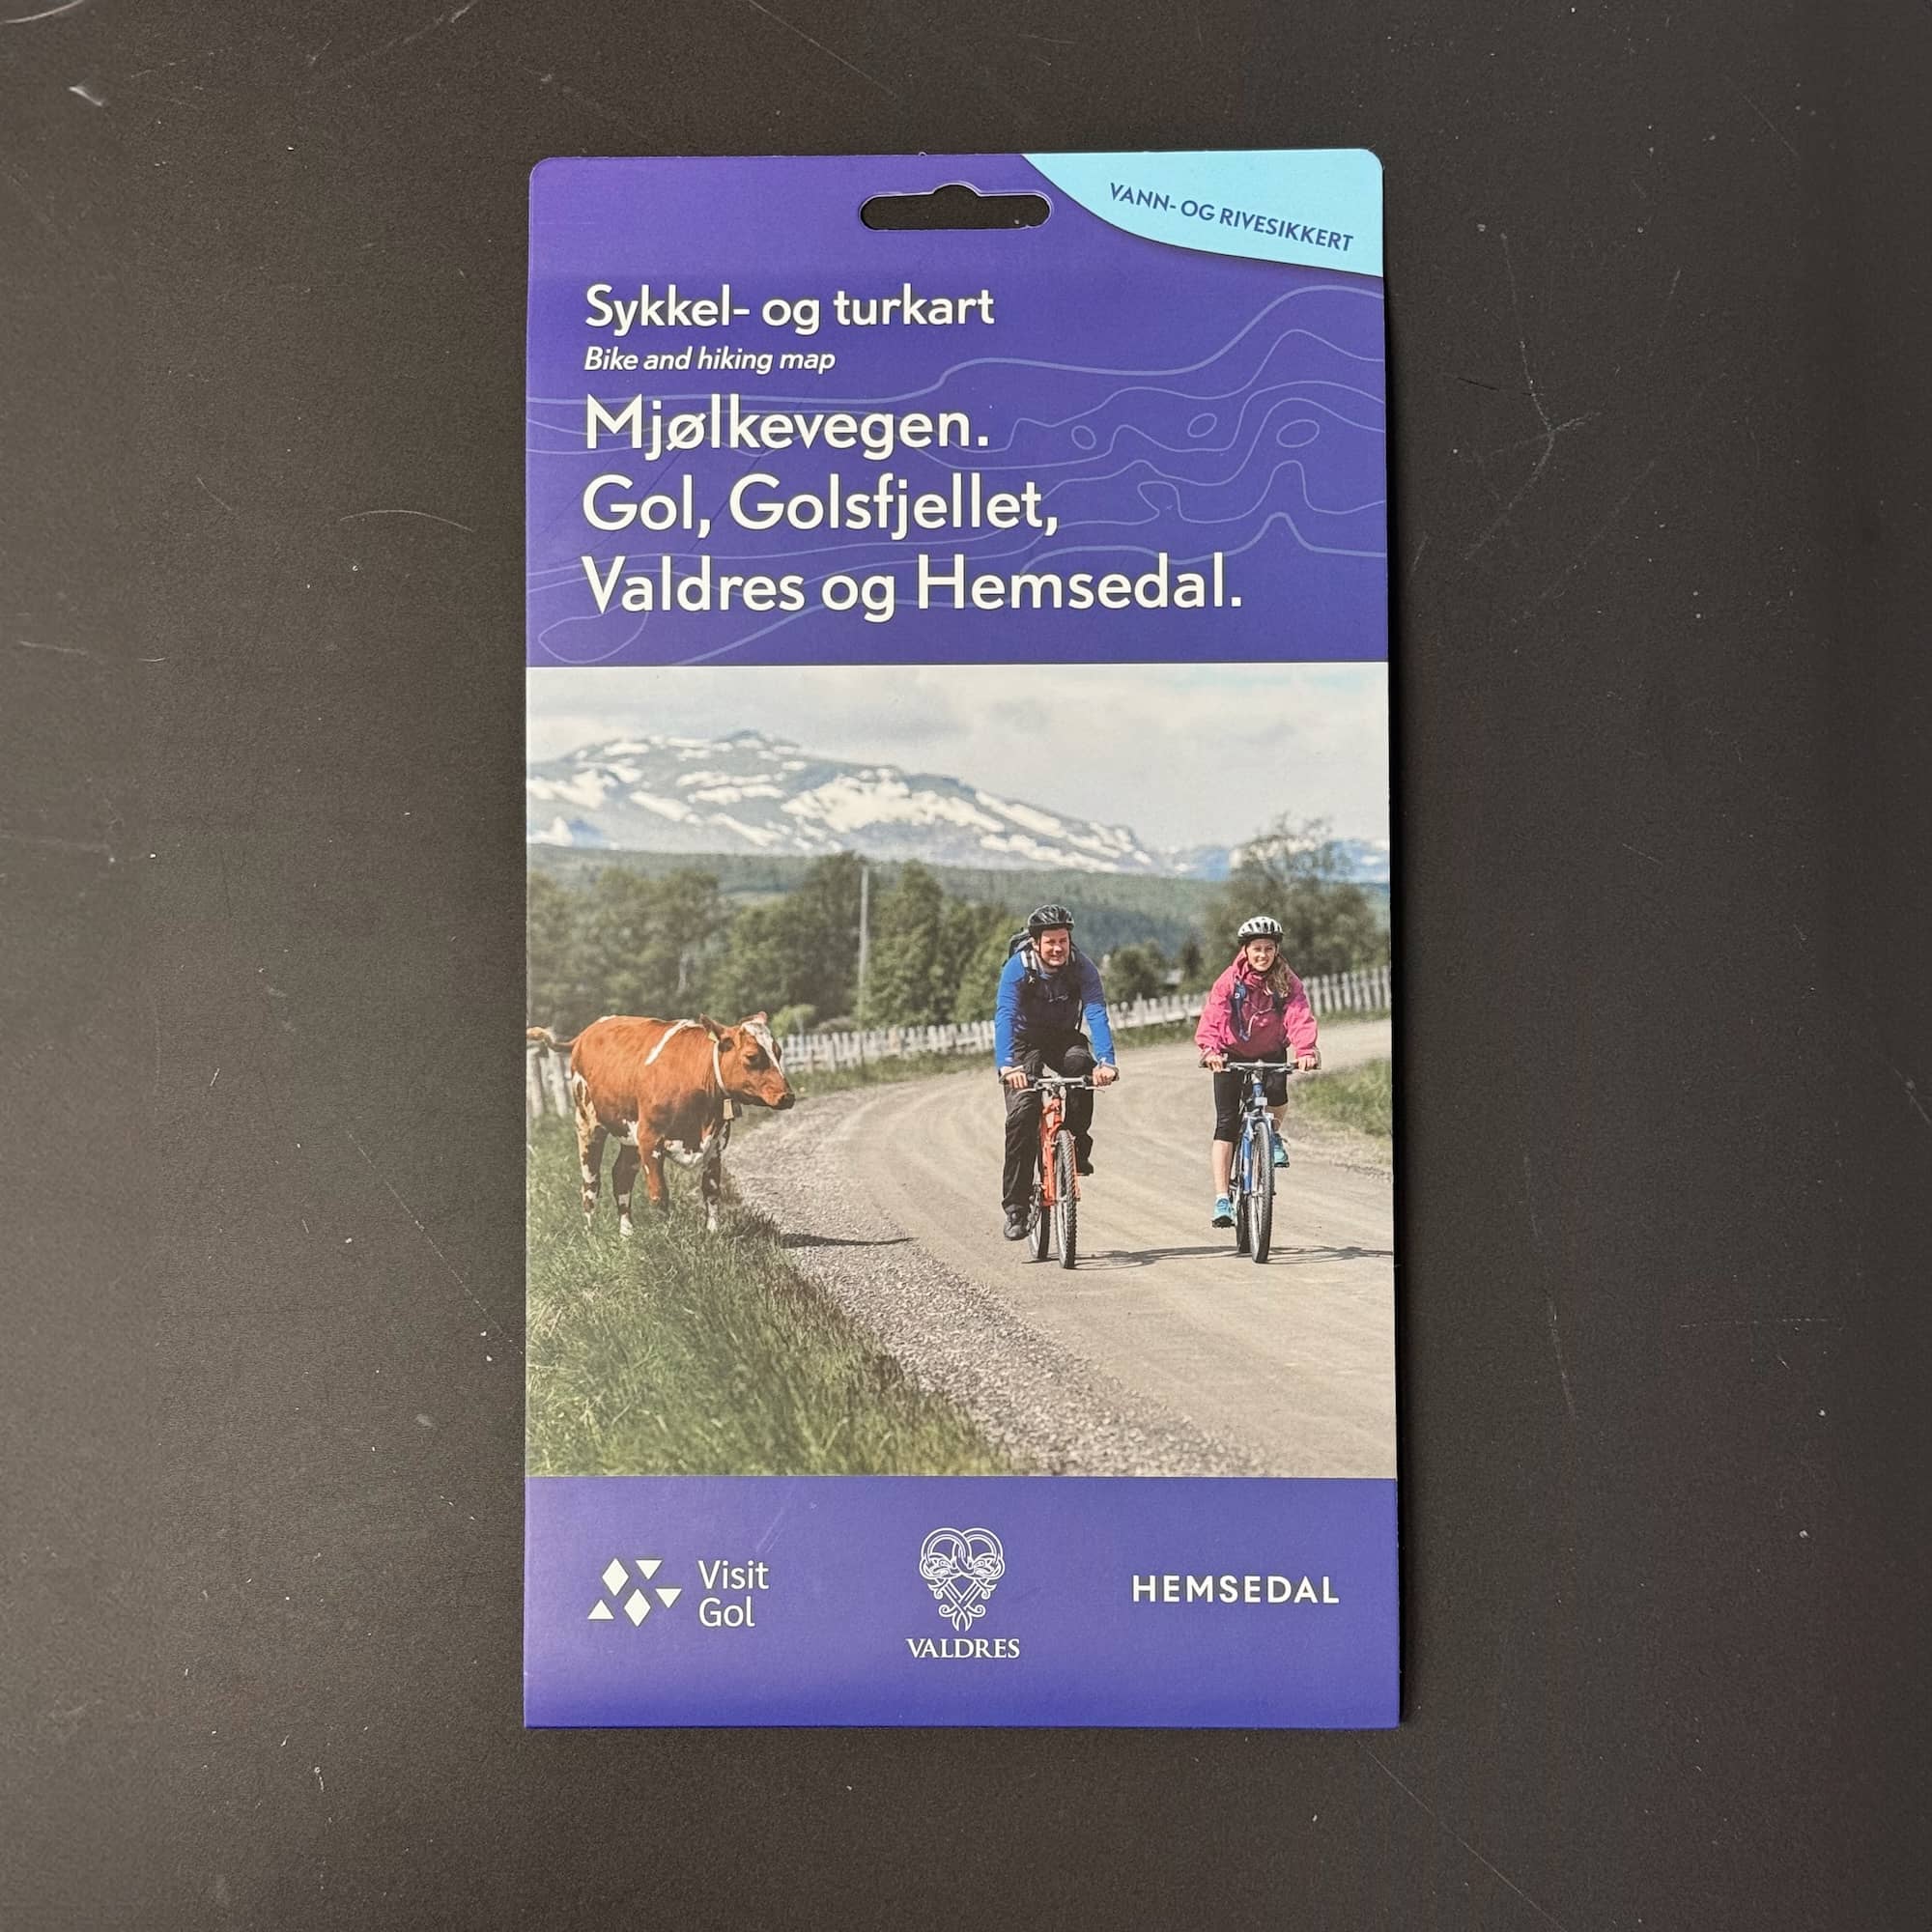 VANN- OG RIVESIKKERT
Sykkel- og turkart
Bike and hiking map
Mjølkevegen.
Gol, Golsfjellet,
Valdres og Hemsedal.
Visit
Gol
VALDRES
HEMSEDAL